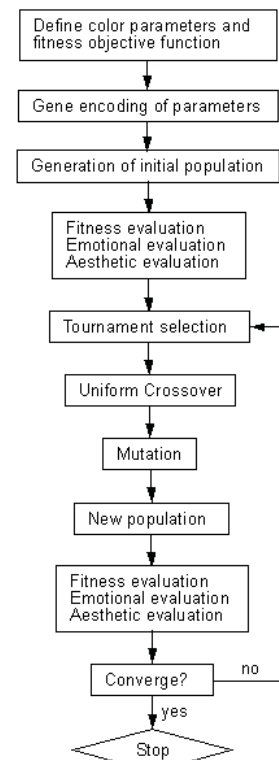 Define color parameters and
fitness objective function
Gene encoding of parameters
Generation of initial population
Fitness evaluation
Emotional evaluation
Aesthetic evaluation
Tournament selection
Uniform Crossover
Mutation
New population
Fitness evaluation
Emotional evaluation
Aesthetic evaluation
Converge?
no
yes
Stop